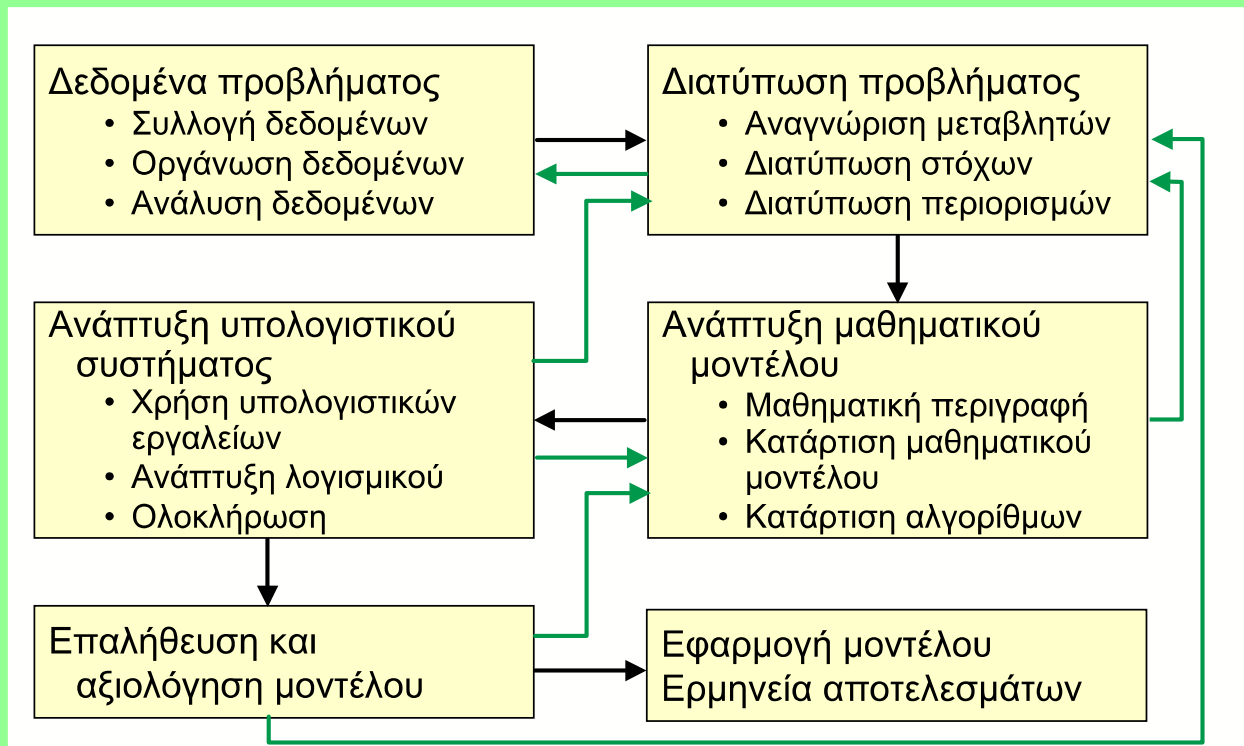 Δεδομένα προβλήματος
• Συλλογή δεδομένων
• Οργάνωση δεδομένων
• Ανάλυση δεδομένων
Διατύπωση προβλήματος
• Αναγνώριση μεταβλητών
• Διατύπωση στόχων
• Διατύπωση περιορισμών
Ανάπτυξη υπολογιστικού
συστήματος
• Χρήση υπολογιστικών
εργαλείων
• Ανάπτυξη λογισμικού
• Ολοκλήρωση
Ανάπτυξη μαθηματικού
μοντέλου
• Μαθηματική περιγραφή
• Κατάρτιση μαθηματικού
μοντέλου
• Κατάρτιση αλγορίθμων
Επαλήθευση και
αξιολόγηση μοντέλου
Εφαρμογή μοντέλου
Ερμηνεία αποτελεσμάτων